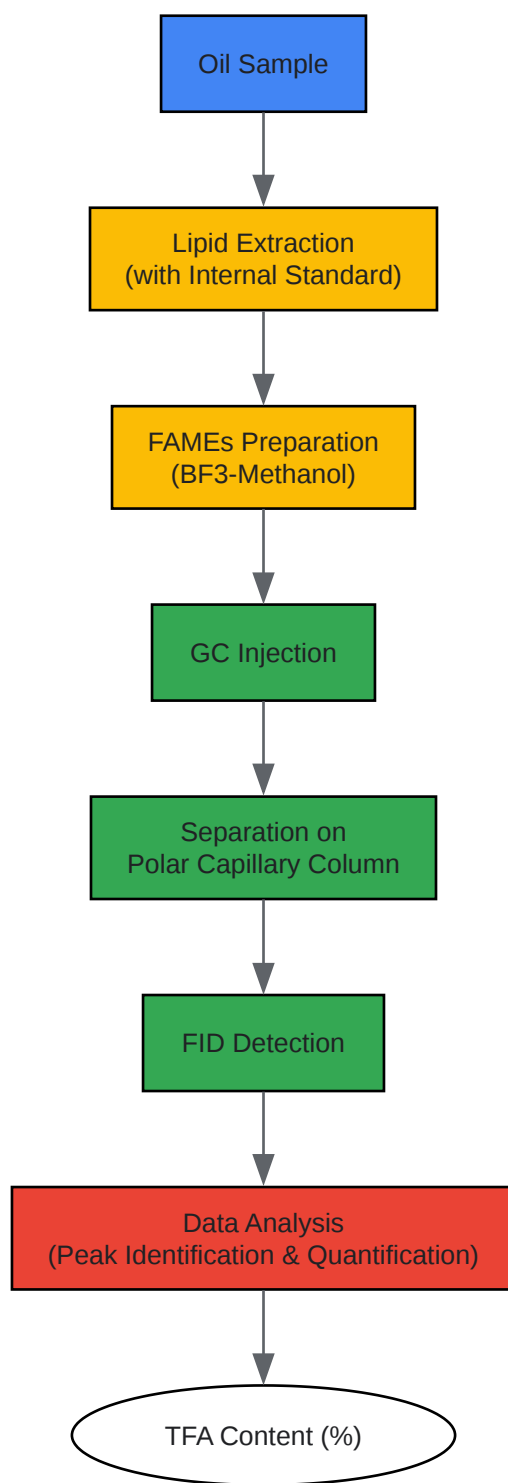 Oil Sample
Lipid Extraction
(with Internal Standard)
FAMEs Preparation
(BF3-Methanol)
GC Injection
Separation on
Polar Capillary Column
FID Detection
Data Analysis
(Peak Identification & Quantification)
TFA Content (%)